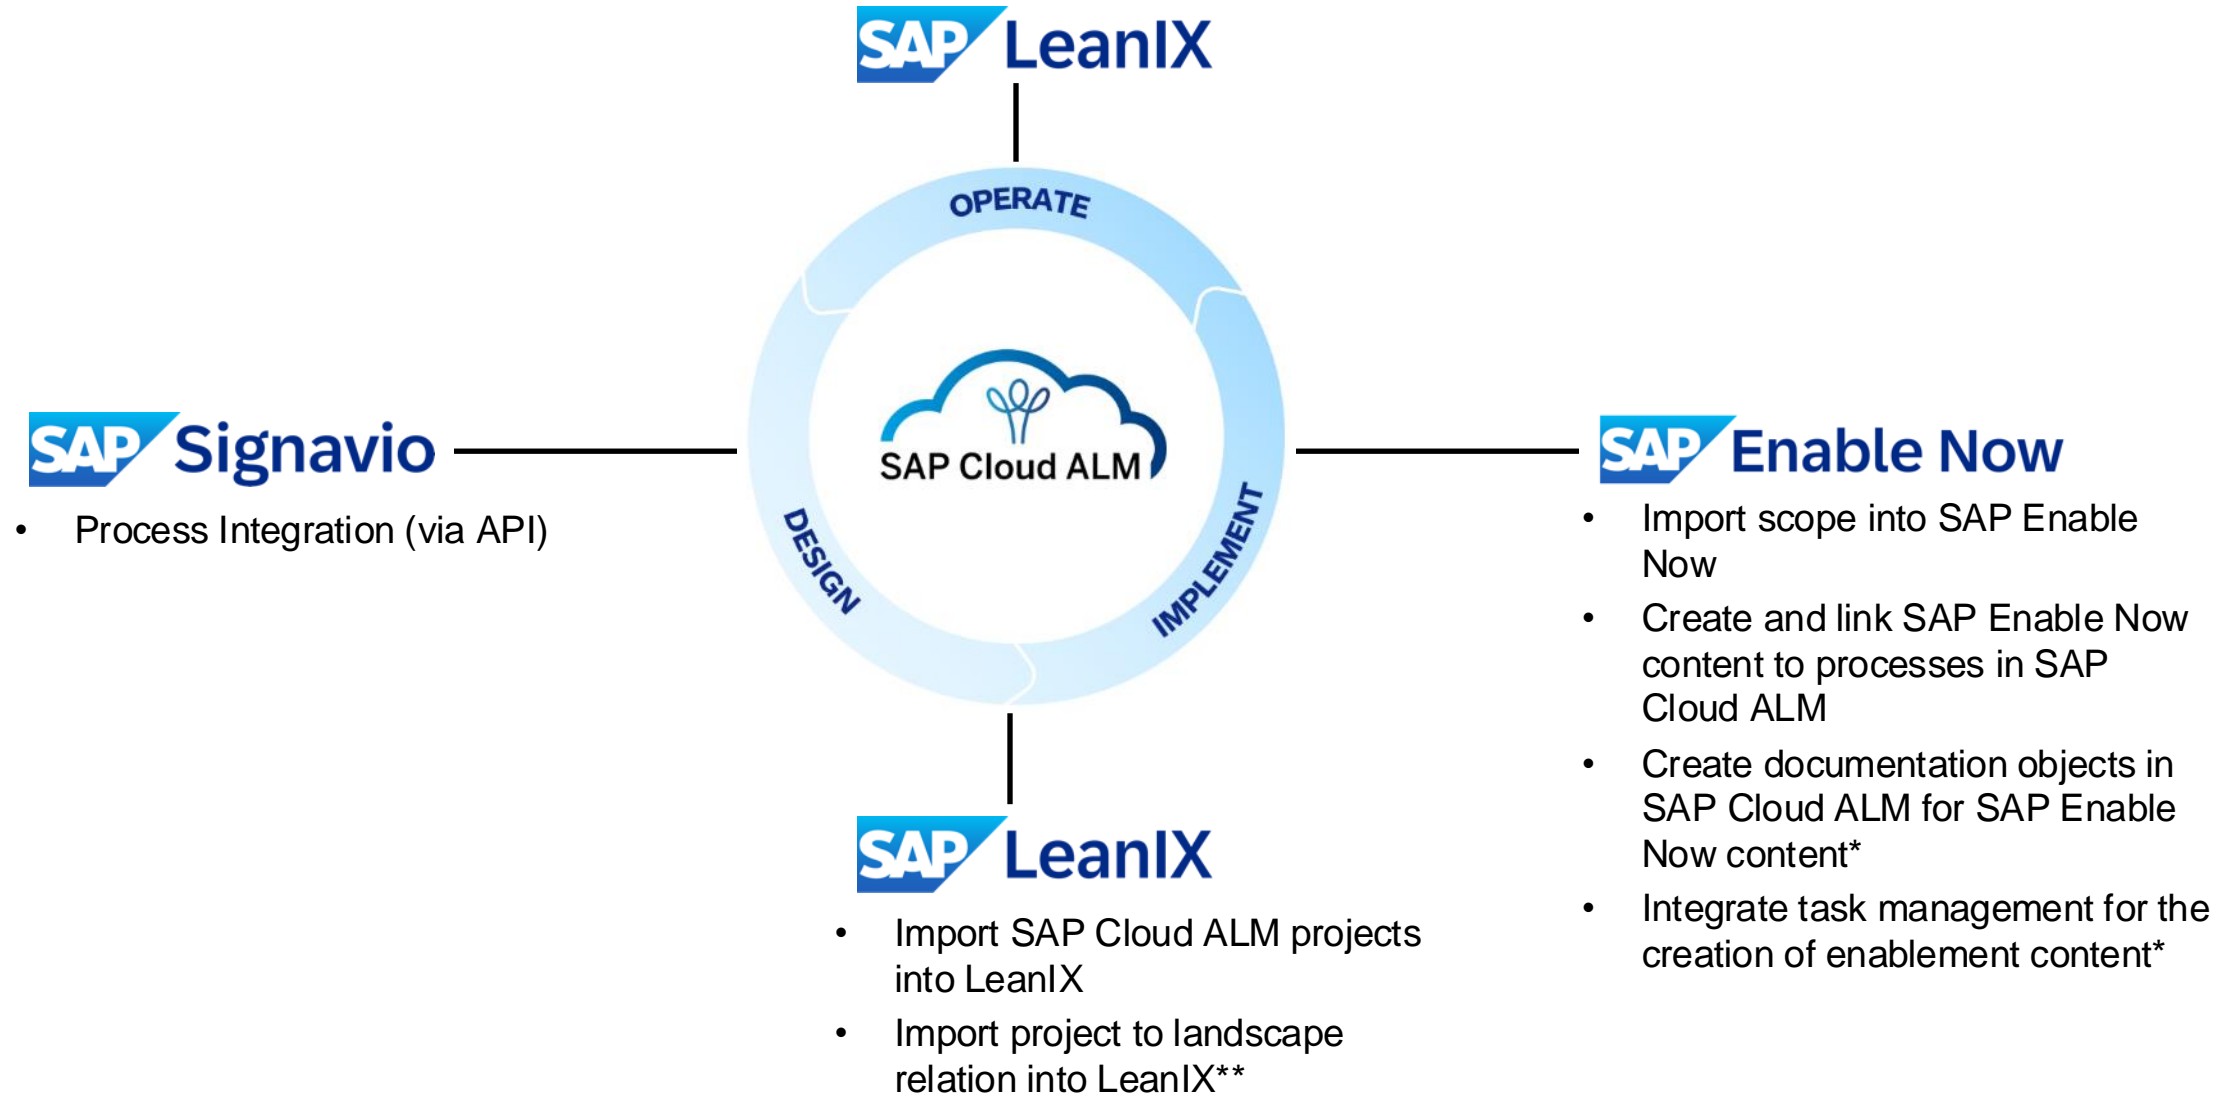 SAP LeanIX
OPERATE
SAP Cloud ALM
DESIGN
IMPLEMENT
SAP Signavio
• Process Integration (via API)
SAP Enable Now
• Import scope into SAP Enable
Now
• Create and link SAP Enable Now
content to processes in SAP
Cloud ALM
• Create documentation objects in
SAP Cloud ALM for SAP Enable
Now content*
• Integrate task management for the
creation of enablement content*
SAP LeanIX
• Import SAP Cloud ALM projects
into LeanIX
• Import project to landscape
relation into LeanIX**